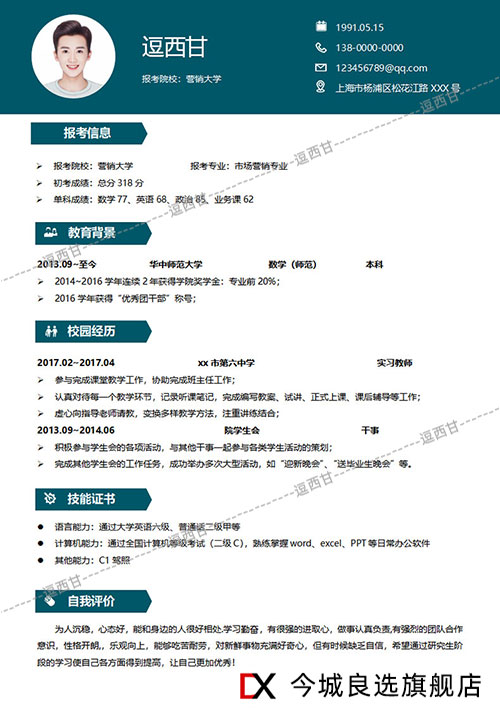 逗西甘
报考院校：营销大学
1991.05.15
138-0000-0000
123456789@qq.com
上海市杨浦区松花江路 XXX 号
报考信息
报考院校：营销大学 报考专业：市场营销专业
初考成绩：总分 318 分
单科成绩：数学 77、英语 68、政治 85、业务课 62
教育背景
2013.09~至今 华中师范大学 数学（师范） 本科
2014~2016 学年连续 2 年获得学院奖学金：专业前 20%；
2016 学年获得“优秀团干部”称号；
校园经历
2017.02~2017.04 xx 市第六中学 实习教师
参与完成课堂教学工作，协助完成班主任工作；
认真对待每一个教学环节，记录听课笔记，完成编写教案、试讲、正式上课、课后辅导等工作；
虚心向指导老师请教，变换多样教学方法，注重讲练结合；
2013.09~2014.06 院学生会 干事
积极参与学生会的各项活动，与其他干事一起参与各类学生活动的策划；
完成其他学生会的工作任务，成功举办多次大型活动，如“迎新晚会”、“送毕业生晚会”等。
技能证书
语言能力：通过大学英语六级、普通话二级甲等
计算机能力：通过全国计算机等级考试（二级 C），熟练掌握 word、excel、PPT 等日常办公软件
其他能力：C1 驾照
自我评价
为人沉稳，心态好，能和身边的人很好相处.学习勤奋，有很强的进取心，做事认真负责,有强烈的团队合作
意识，性格开朗,，乐观向上，能够吃苦耐劳，对新鲜事物充满好奇心，但有时候缺乏自信，希望通过研究生阶
段的学习使自己各方面得到提高，让自己更加优秀！
逗西甘
逗西甘
逗西甘
逗西甘
逗西甘
逗西甘
DX 今城良选旗舰店